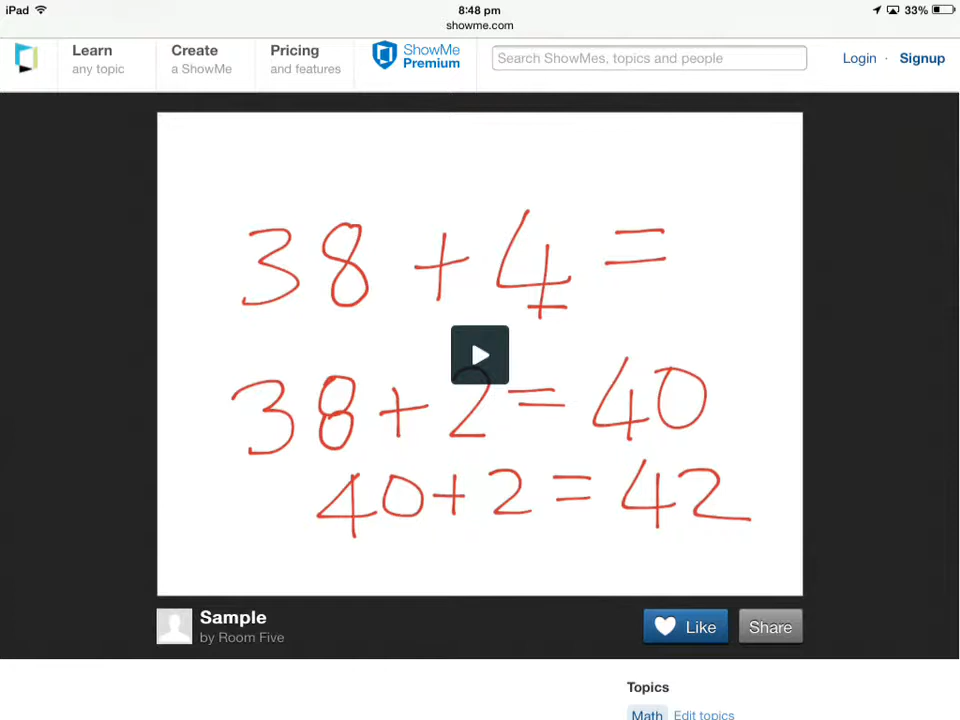 iPad 8:48 pm 33%
showme.com
Learn Create Pricing ShowMe
any topic a ShowMe and features Premium
Search ShowMes, topics and people
Login · Signup
38 + 4 =
38 + 2 = 40
40 + 2 = 42
Sample
by Room Five
Like Share
Topics
Math Edit topics